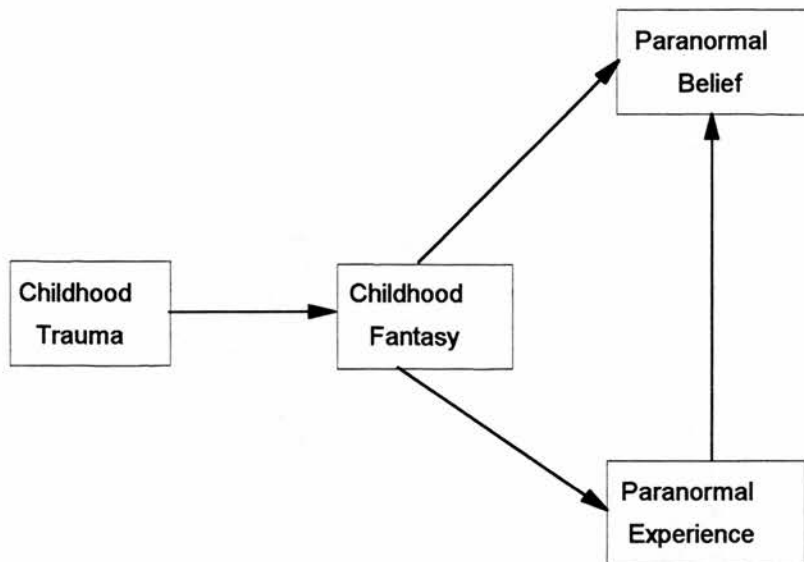 Paranormal
Belief
Childhood
Trauma
Childhood
Fantasy
Paranormal
Experience